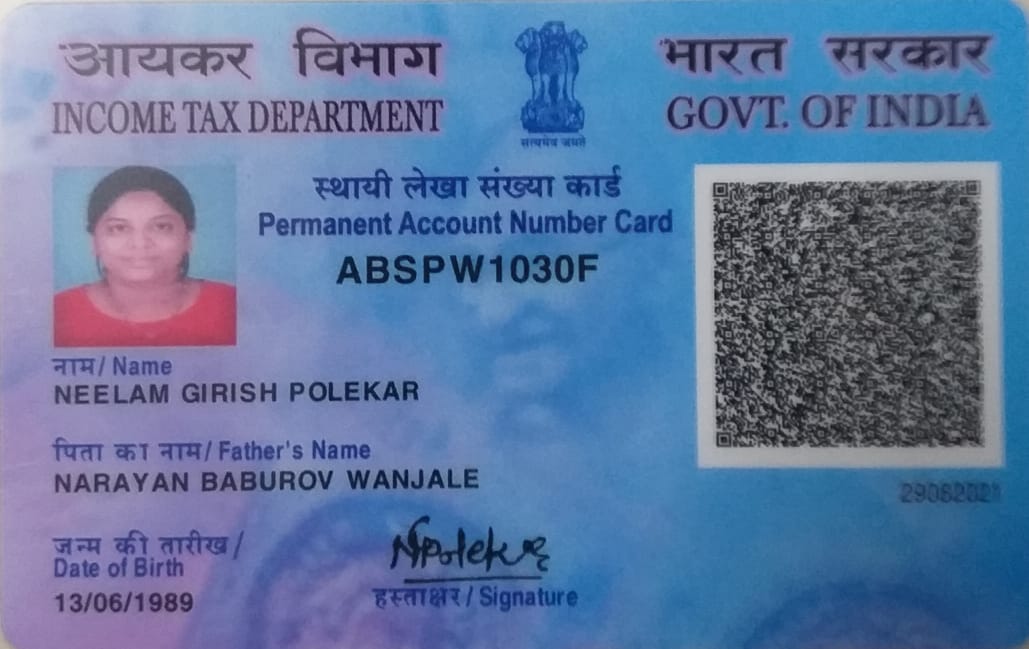 आयकर विभाग
INCOME TAX DEPARTMENT
सत्यमेव जयते
भारत सरकार
GOVT. OF INDIA
स्थायी लेखा संख्या कार्ड
Permanent Account Number Card
ABSPW1030F
नाम / Name
NEELAM GIRISH POLEKAR
पिता का नाम / Father's Name
NARAYAN BABUROV WANJALE
29082021
जन्म की तारीख /
Date of Birth
13/06/1989
NPolekar
हस्ताक्षर / Signature